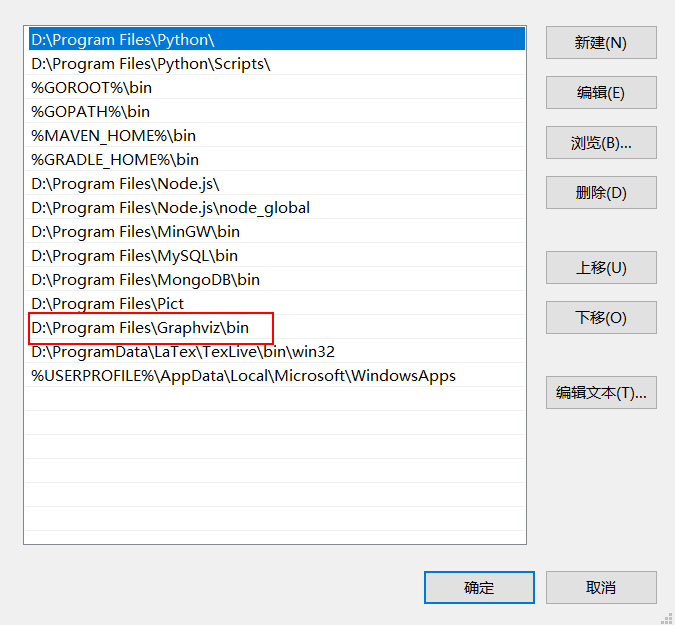 D:\Program Files\Python\
D:\Program Files\Python\Scripts\
%GOROOT%\bin
%GOPATH%\bin
%MAVEN_HOME%\bin
%GRADLE_HOME%\bin
D:\Program Files\Node.js\
D:\Program Files\Node.js\node_global
D:\Program Files\MinGW\bin
D:\Program Files\MySQL\bin
D:\Program Files\MongoDB\bin
D:\Program Files\Pict
D:\Program Files\Graphviz\bin
D:\ProgramData\LaTex\TexLive\bin\win32
%USERPROFILE%\AppData\Local\Microsoft\WindowsApps
新建(N)
编辑(E)
浏览(B)...
删除(D)
上移(U)
下移(O)
编辑文本(T)...
确定
取消